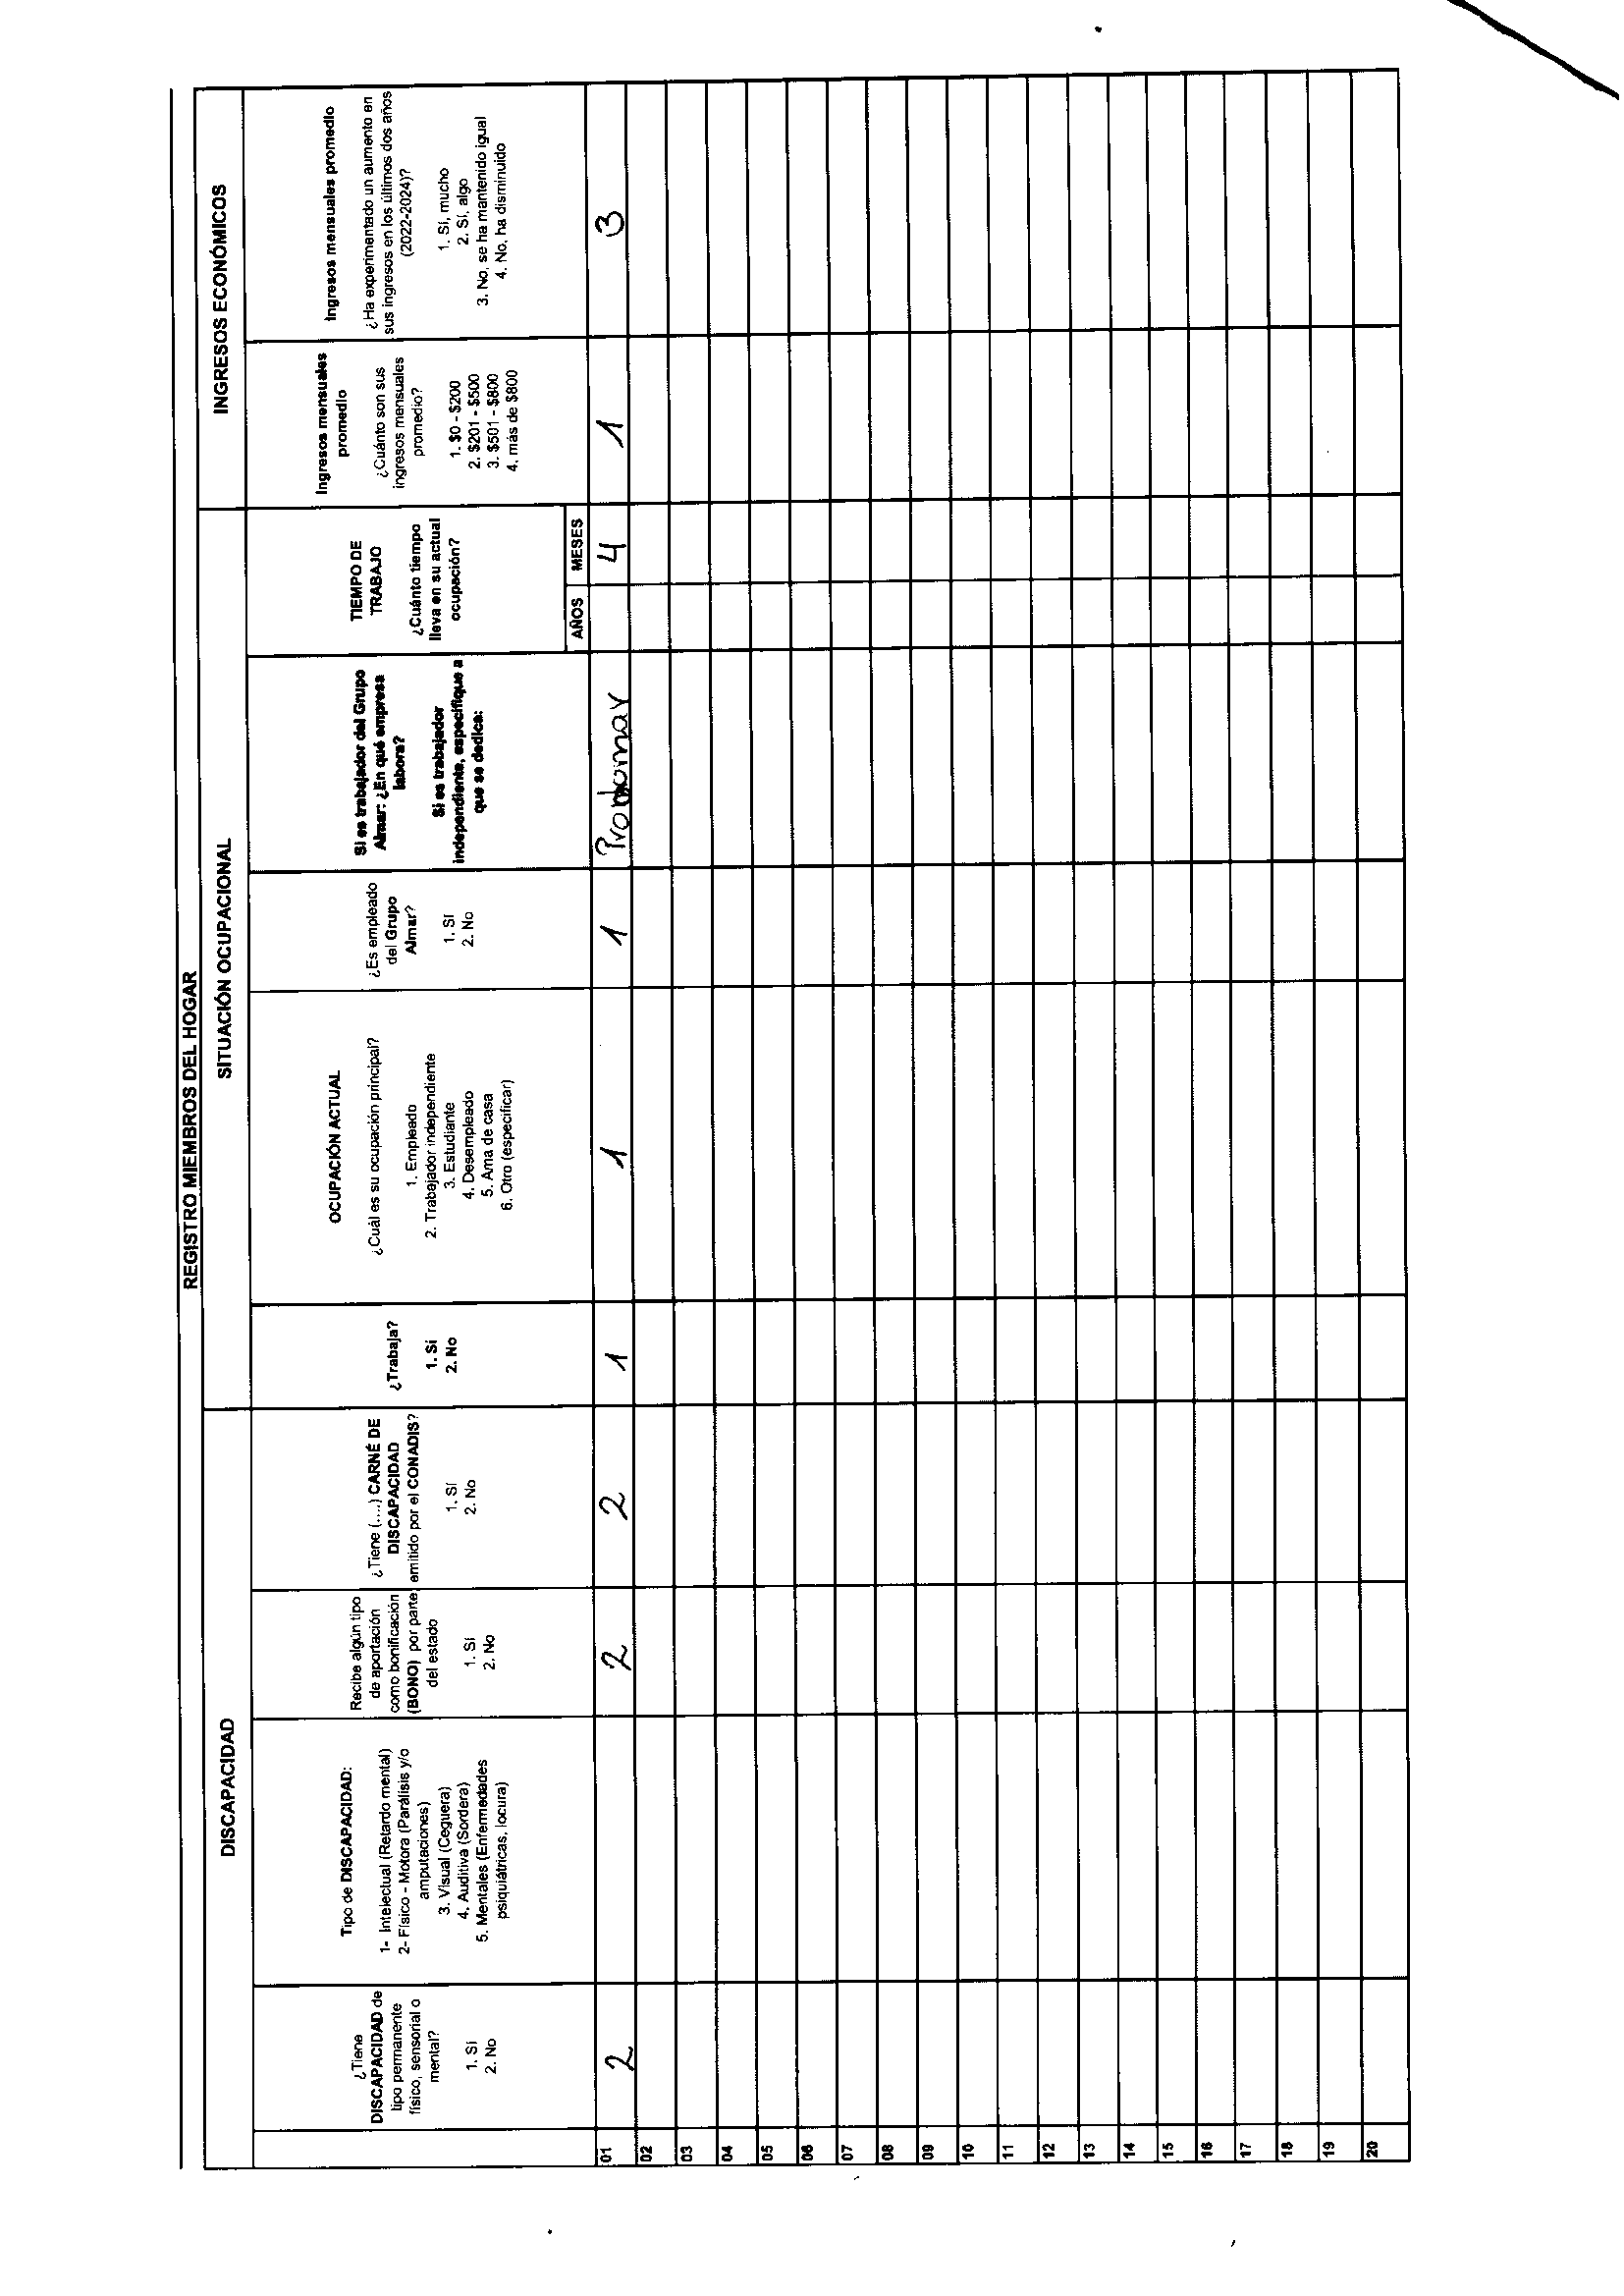 REGISTRO MIEMBROS DEL HOGAR
DISCAPACIDAD
SITUACIÓN OCUPACIONAL
INGRESOS ECONÓMICOS
¿Tiene
DISCAPACIDAD de
tipo permanente
físico, sensorial o
mental?
1. Sí
2. No
Tipo de DISCAPACIDAD:
1- Intelectual (Retardo mental)
2- Físico - Motora (Parálisis y/o
amputaciones)
3. Visual (Ceguera)
4. Auditiva (Sordera)
5. Mentales (Enfermedades
psiquiátricas, locura)
Recibe algún tipo
de aportación
como bonificación
(BONO) por parte
del estado
1. Sí
2. No
¿Tiene (....) CARNÉ DE
DISCAPACIDAD
emitido por el CONADIS?
1. Sí
2. No
¿Trabaja?
1. Sí
2. No
OCUPACIÓN ACTUAL
¿Cuál es su ocupación principal?
1. Empleado
2. Trabajador independiente
3. Estudiante
4. Desempleado
5. Ama de casa
6. Otro (especificar)
¿Es empleado
del Grupo
Almar?
1. Sí
2. No
Si es trabajador del Grupo
Almar: ¿En qué empresa
labora?
Si es trabajador
independiente, especifique a
que se dedica:
TIEMPO DE
TRABAJO
¿Cuánto tiempo
lleva en su actual
ocupación?
AÑOS MESES
Ingresos mensuales
promedio
¿Cuánto son sus
ingresos mensuales
promedio?
1. $0 - $200
2. $201 - $500
3. $501 - $800
4. más de $800
Ingresos mensuales promedio
¿Ha experimentado un aumento en
sus ingresos en los últimos dos años
(2022-2024)?
1. Sí, mucho
2. Sí, algo
3. No, se ha mantenido igual
4. No, ha disminuido
01 2 2 2 1 1 1 4 1 3
02
03
04
05
06
07
08
09
10
11
12
13
14
15
16
17
18
19
20